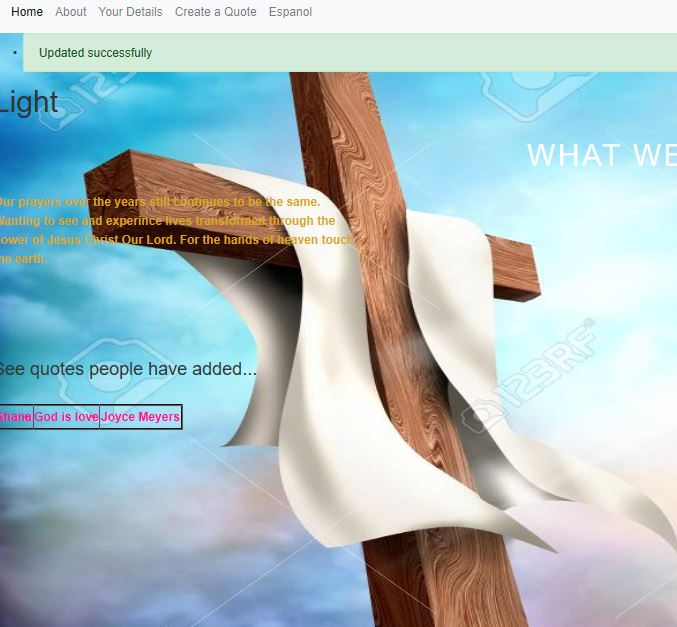 Home About Your Details Create a Quote Espanol
Updated successfully
Light
WHAT WE
Our prayers over the years still continues to be the same.
Wanting to see and experince lives transformed through the
power of Jesus Christ Our Lord. For the hands of heaven touch
the earth.
See quotes people have added...
Shane God is love Joyce Meyers
123RF